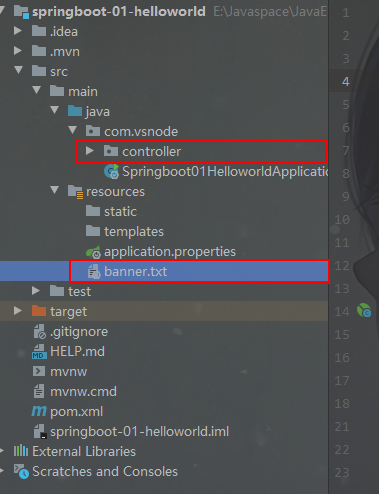 springboot-01-helloworld E:\Javaspace\JavaE
.idea
.mvn
src
main
java
com.vsnode
controller
Springboot01HelloworldApplication
resources
static
templates
application.properties
banner.txt
test
target
.gitignore
HELP.md
mvnw
mvnw.cmd
pom.xml
springboot-01-helloworld.iml
External Libraries
Scratches and Consoles
1
2
3
4
5
6
7
8
9
10
11
12
13
14
15
16
17
18
19
20
21
22
23